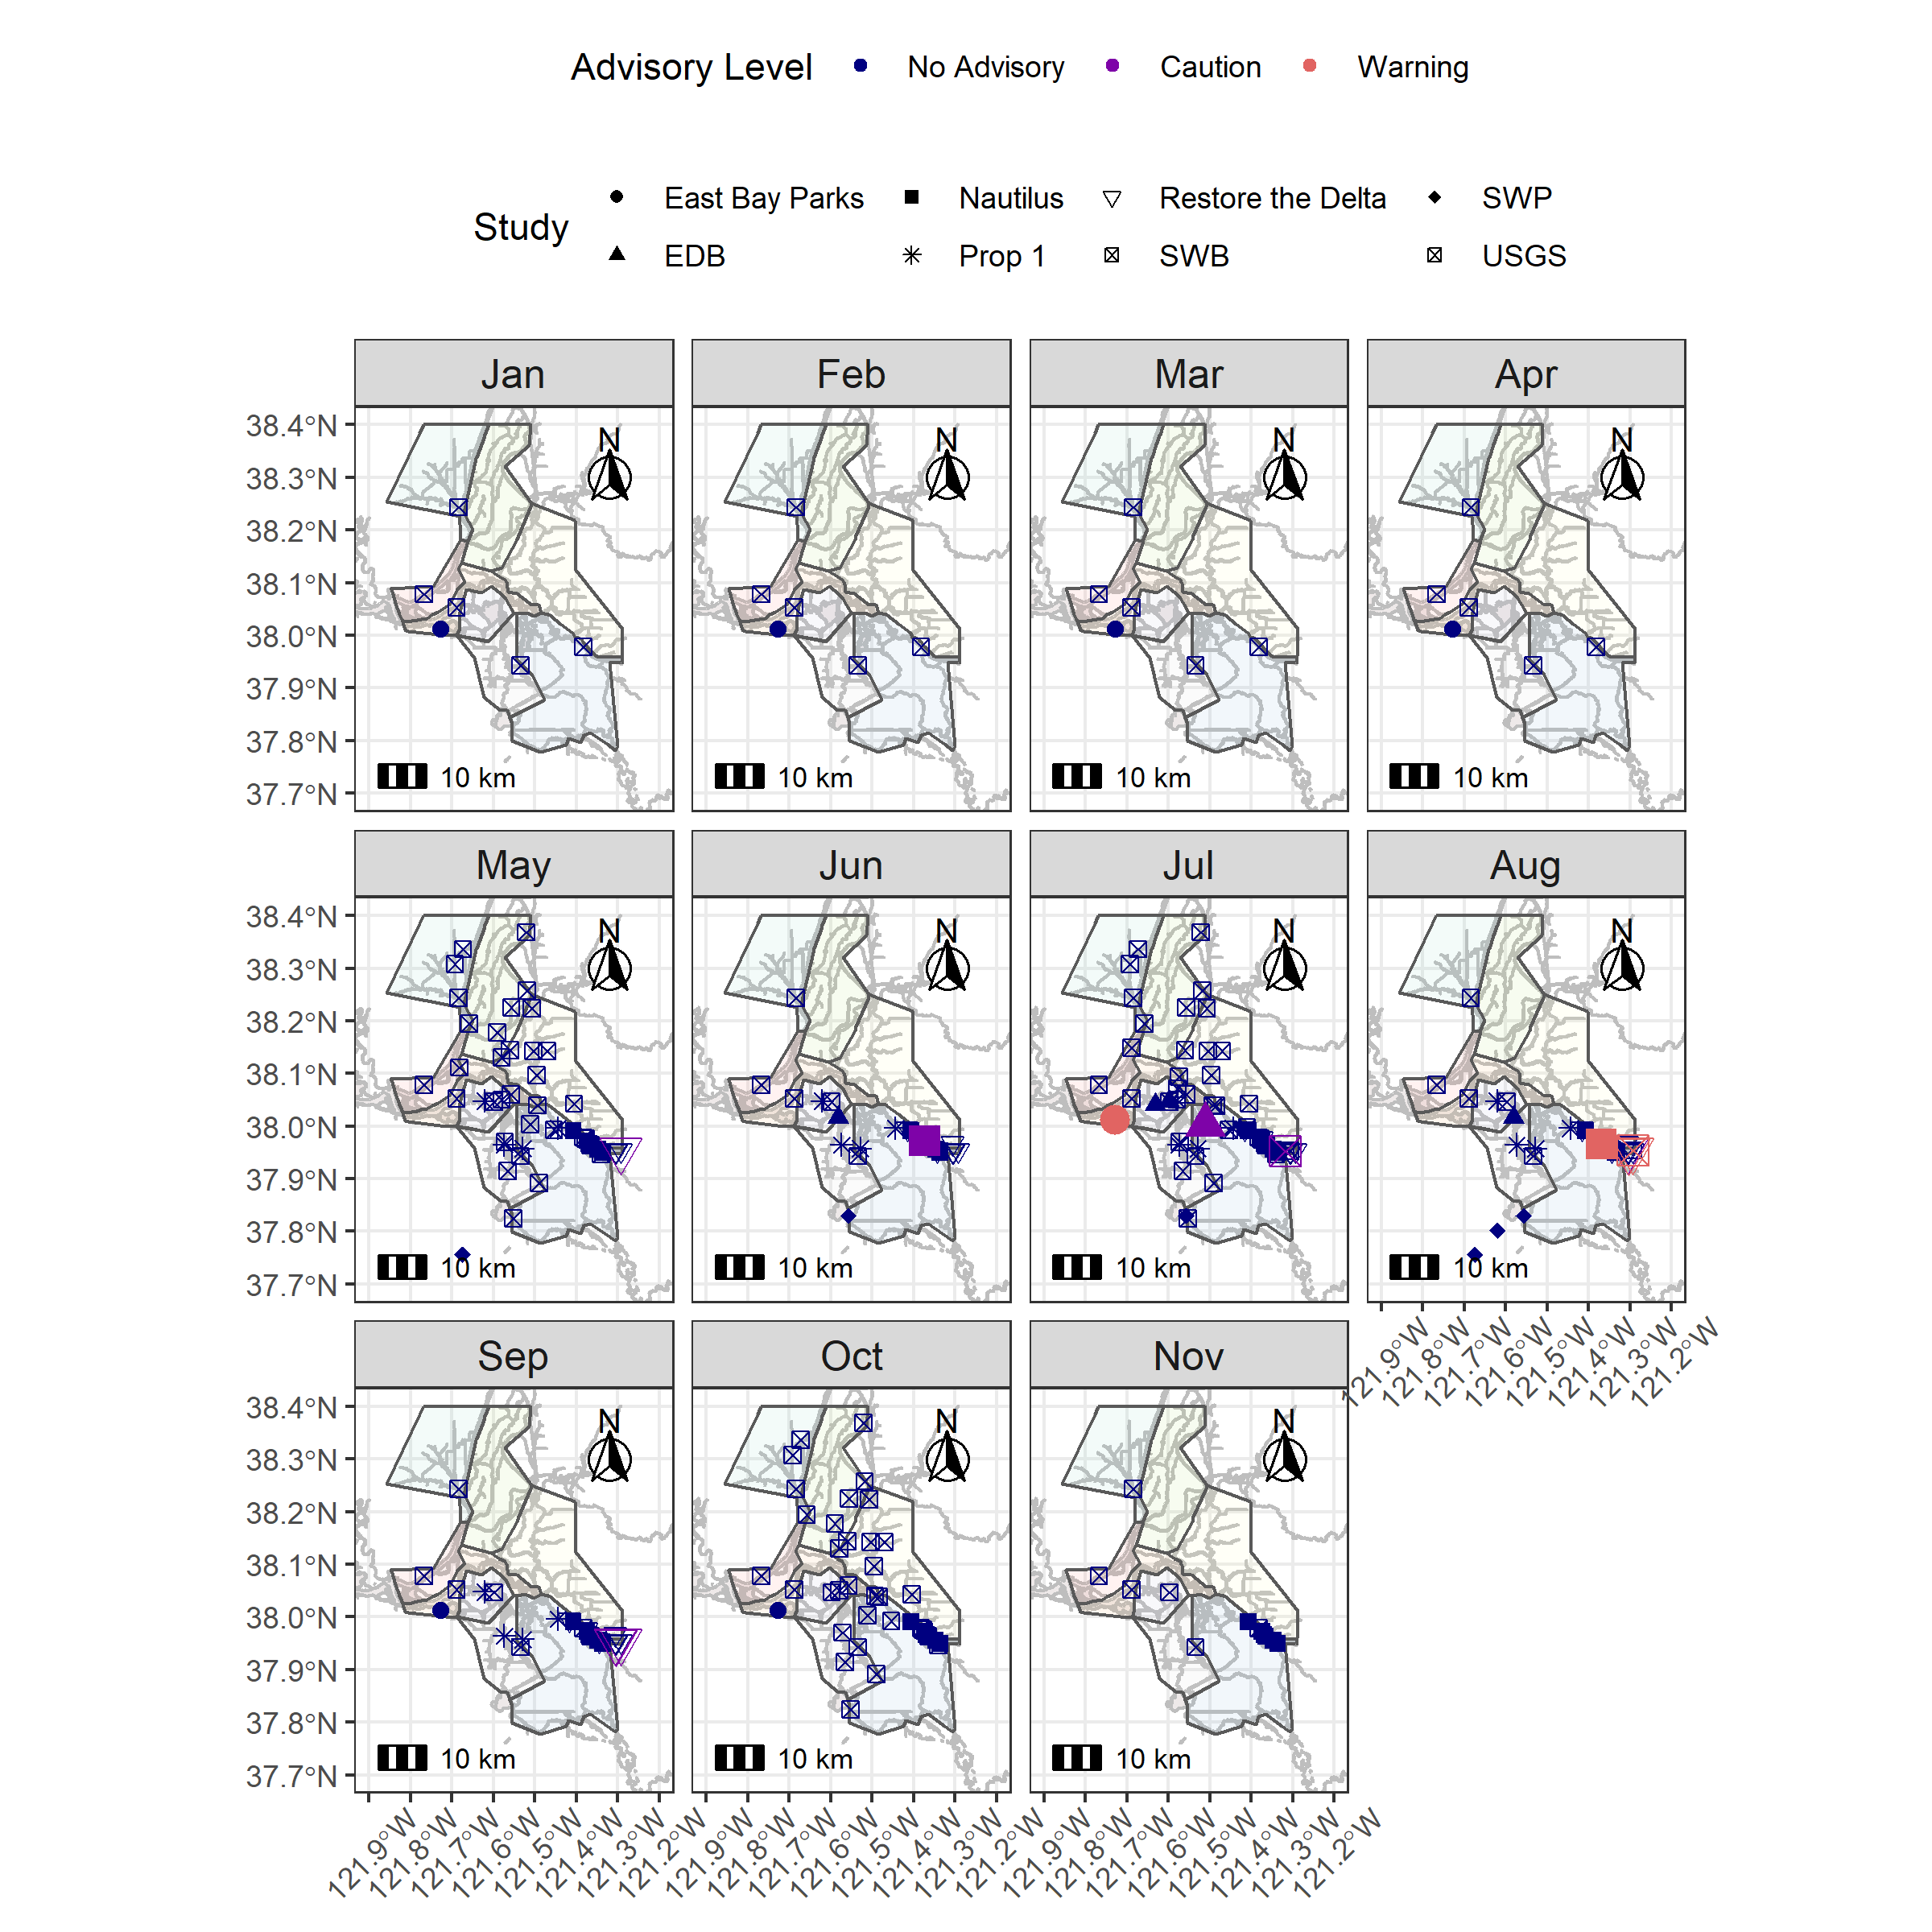 Advisory Level No Advisory Caution Warning
Study East Bay Parks Nautilus Restore the Delta SWP
EDB Prop 1 SWB USGS
Jan Feb Mar Apr
38.4°N N N N N
38.3°N
38.2°N
38.1°N
38.0°N
37.9°N
37.8°N
10 km 10 km 10 km 10 km
37.7°N
May Jun Jul Aug
38.4°N N N N N
38.3°N
38.2°N
38.1°N
38.0°N
37.9°N
37.8°N
10 km 10 km 10 km 10 km
37.7°N
121.9°W 121.8°W 121.7°W 121.6°W 121.5°W 121.4°W 121.3°W 121.2°W
Sep Oct Nov
38.4°N N N N
38.3°N
38.2°N
38.1°N
38.0°N
37.9°N
37.8°N
10 km 10 km 10 km
37.7°N
121.9°W 121.8°W 121.7°W 121.6°W 121.5°W 121.4°W 121.3°W 121.2°W 121.9°W 121.8°W 121.7°W 121.6°W 121.5°W 121.4°W 121.3°W 121.2°W 121.9°W 121.8°W 121.7°W 121.6°W 121.5°W 121.4°W 121.3°W 121.2°W